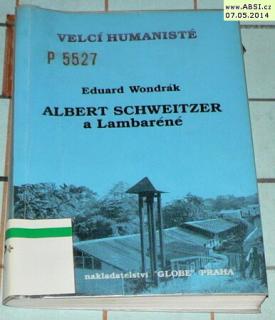 www.ABSI.cz
07.05.2014
VELCÍ HUMANISTÉ
P 5527
Eduard Wondrák
ALBERT SCHWEITZER
a Lambaréné
nakladatelství "GLOBE" PRAHA